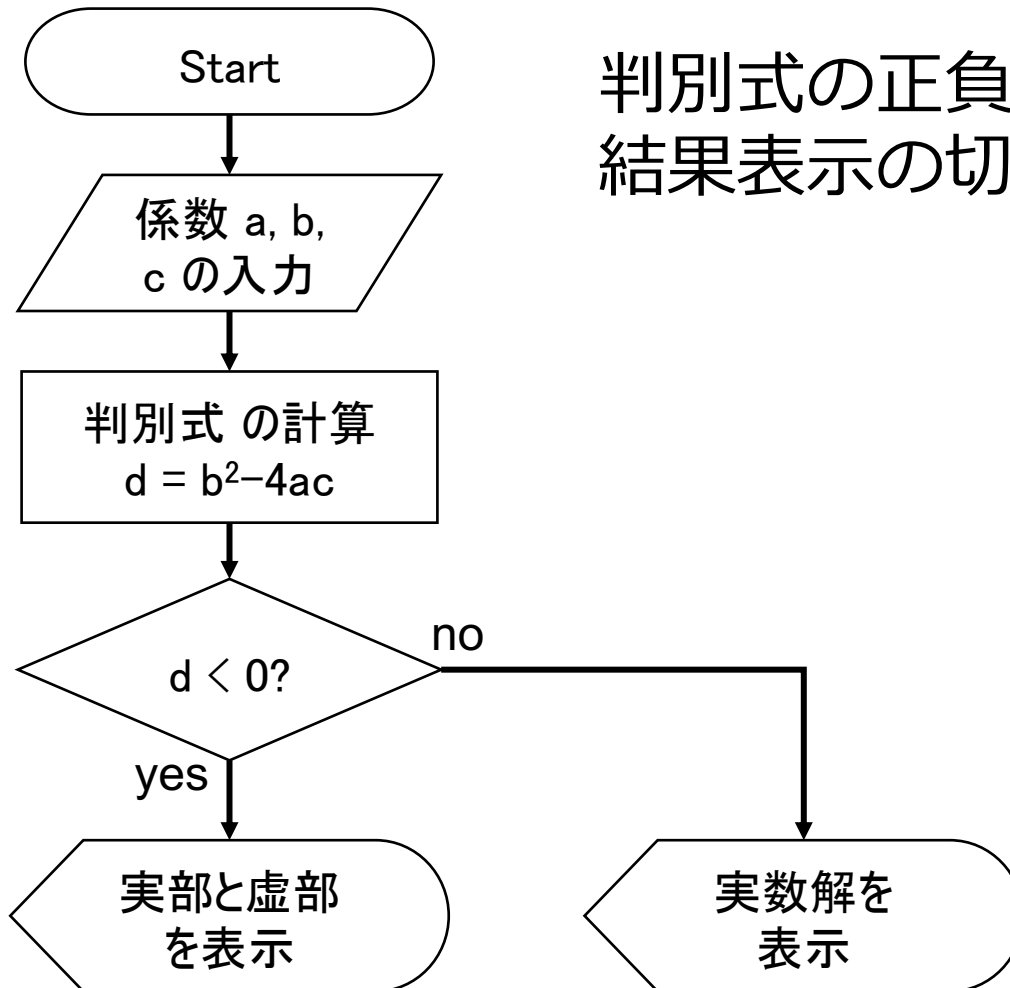 Start
判別式の正負
結果表示の切
係数 a, b,
c の入力
判別式 の計算
d = b²−4ac
d < 0?
no
yes
実部と虚部
を表示
実数解を
表示